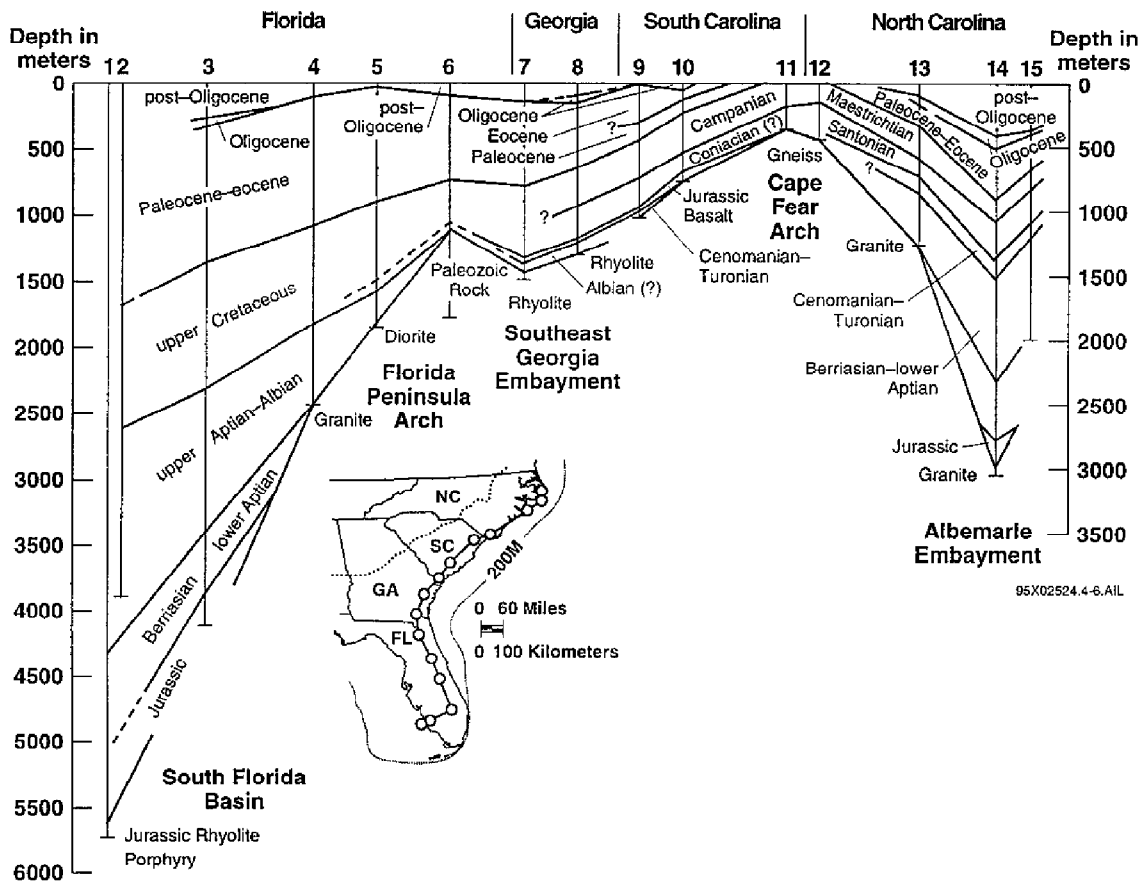 Florida
Georgia
South Carolina
North Carolina
Depth in
meters
12
3
4
5
6
7
8
9
10
11
12
13
14
15
Depth in
meters
0
500
1000
1500
2000
2500
3000
3500
4000
4500
5000
5500
6000
post–Oligocene
Oligocene
post–
Oligocene
Paleocene–eocene
upper Cretaceous
upper Aptian–Albian
Berriasian lower Aptian
Jurassic
South Florida
Basin
Jurassic Rhyolite
Porphyry
Granite
Diorite
Florida
Peninsula
Arch
Paleozoic
Rock
Rhyolite
Southeast
Georgia
Embayment
Rhyolite
Albian (?)
Oligocene
Eocene
?
Paleocene
?
Campanian
Coniacian (?)
Jurassic
Basalt
Cenomanian–
Turonian
Gneiss
Cape
Fear
Arch
Paleocene–Eocene
Maestrichtian
Santonian
?
post–
Oligocene
Oligocene
Granite
Cenomanian–
Turonian
Berriasian–lower
Aptian
Jurassic
Granite
Albemarle
Embayment
0
500
1000
1500
2000
2500
3000
3500
95X02524.4-6.AIL
NC
SC
GA
FL
200M
0 60 Miles
0 100 Kilometers